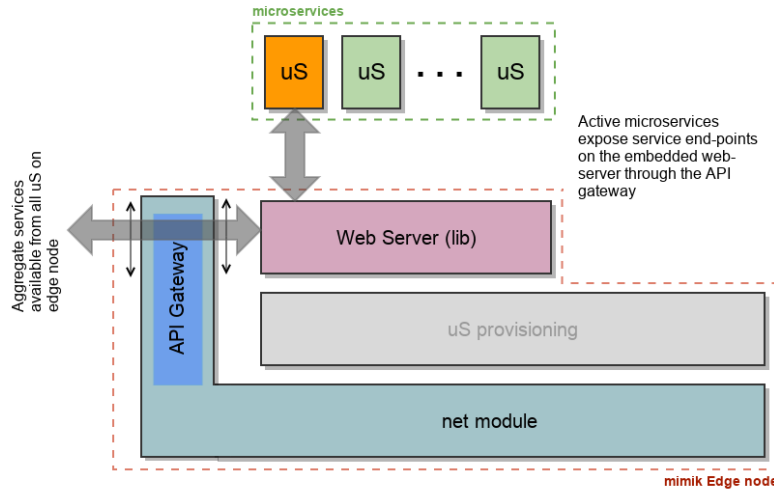 microservices
uS
uS
. . .
uS
Active microservices
expose service end-points
on the embedded web-
server through the API
gateway
Aggregate services
available from all uS on
edge node
API Gateway
Web Server (lib)
uS provisioning
net module
mimik Edge node